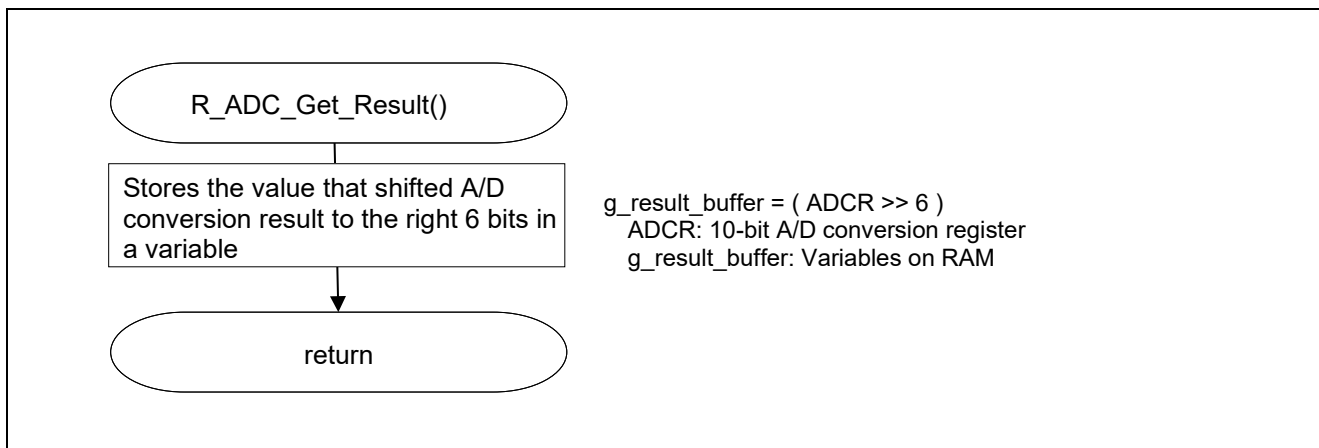 R_ADC_Get_Result()
Stores the value that shifted A/D
conversion result to the right 6 bits in
a variable
g_result_buffer = ( ADCR >> 6 )
ADCR: 10-bit A/D conversion register
g_result_buffer: Variables on RAM
return